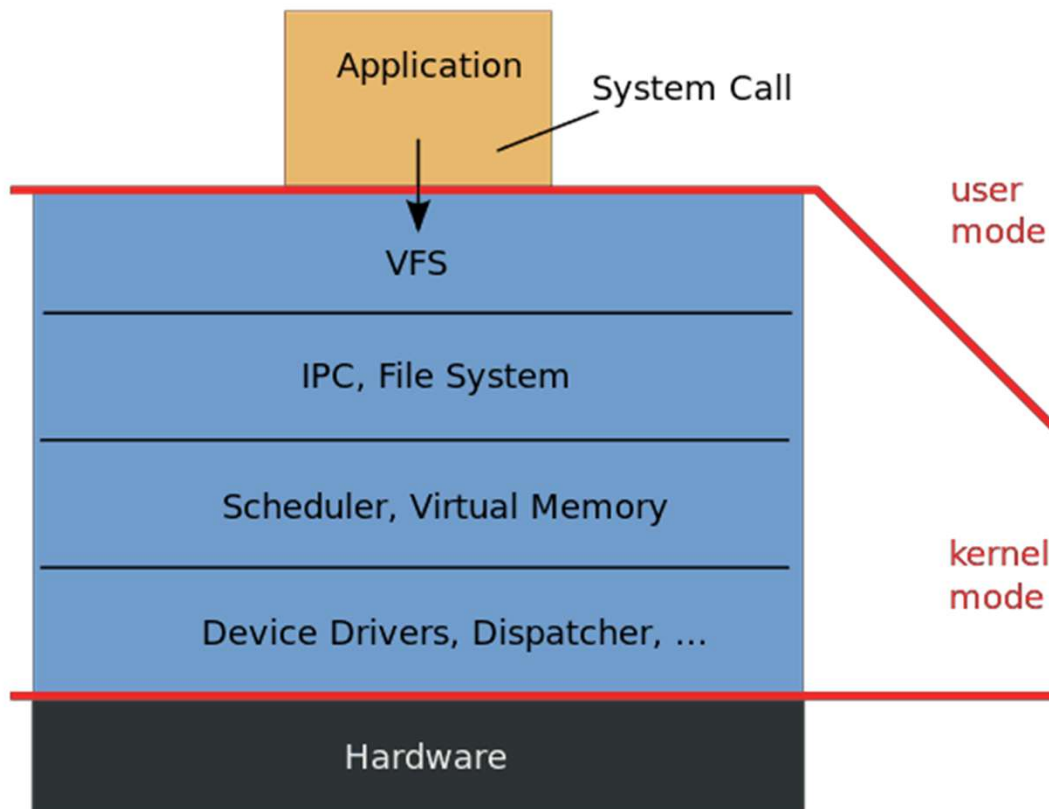 Application
System Call
user
mode
VFS
IPC, File System
Scheduler, Virtual Memory
kernel
mode
Device Drivers, Dispatcher, ...
Hardware